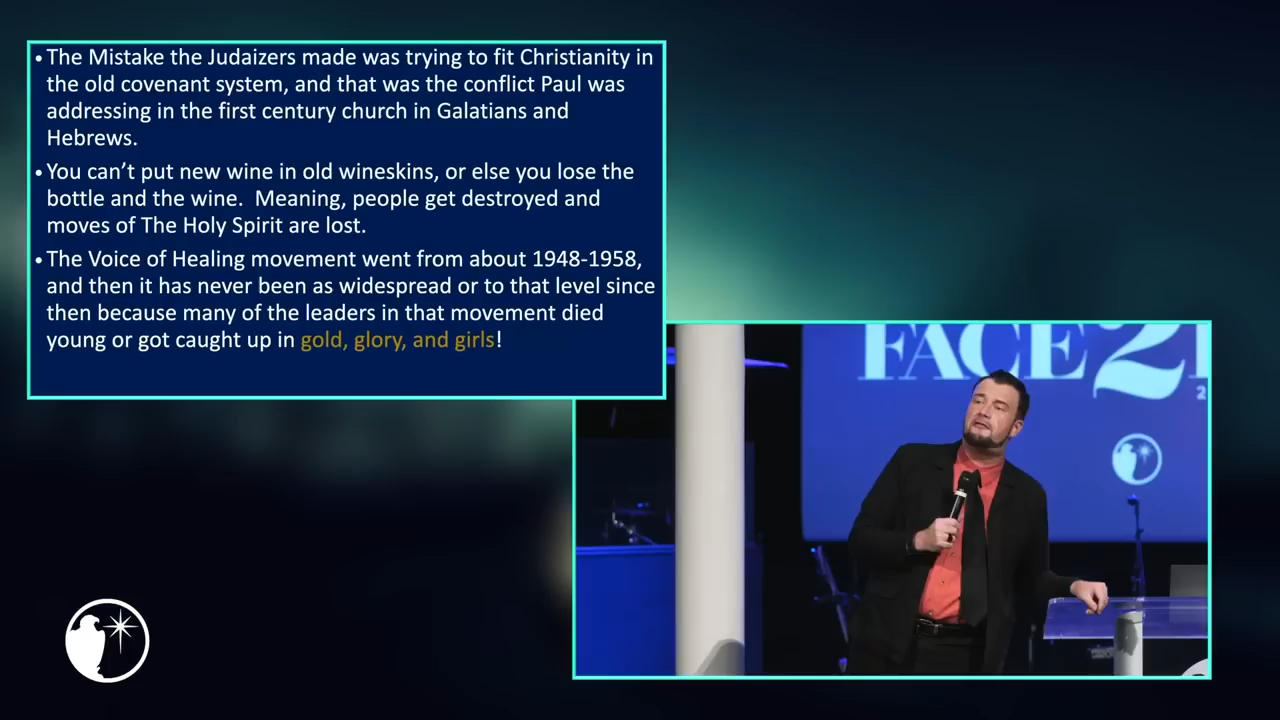 • The Mistake the Judaizers made was trying to fit Christianity in
the old covenant system, and that was the conflict Paul was
addressing in the first century church in Galatians and
Hebrews.
• You can’t put new wine in old wineskins, or else you lose the
bottle and the wine.  Meaning, people get destroyed and
moves of The Holy Spirit are lost.
• The Voice of Healing movement went from about 1948-1958,
and then it has never been as widespread or to that level since
then because many of the leaders in that movement died
young or got caught up in gold, glory, and girls!
FACE 2
2